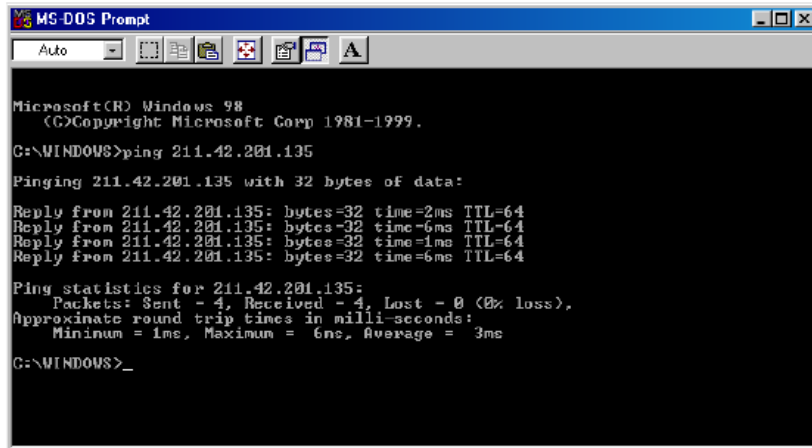 MS-DOS Prompt
Auto
A
Microsoft(R) Windows 98
(C)Copyright Microsoft Corp 1981-1999.
C:\WINDOWS>ping 211.42.201.135
Pinging 211.42.201.135 with 32 bytes of data:
Reply from 211.42.201.135: bytes=32 time=2ms TTL=64
Reply from 211.42.201.135: bytes=32 time=6ms TTL=64
Reply from 211.42.201.135: bytes=32 time=1ms TTL=64
Reply from 211.42.201.135: bytes=32 time=6ms TTL=64
Ping statistics for 211.42.201.135:
Packets: Sent = 4, Received = 4, Lost = 0 (0% loss),
Approximate round trip times in milli-seconds:
Minimum = 1ms, Maximum =  6ms, Average =  3ms
C:\WINDOWS>_